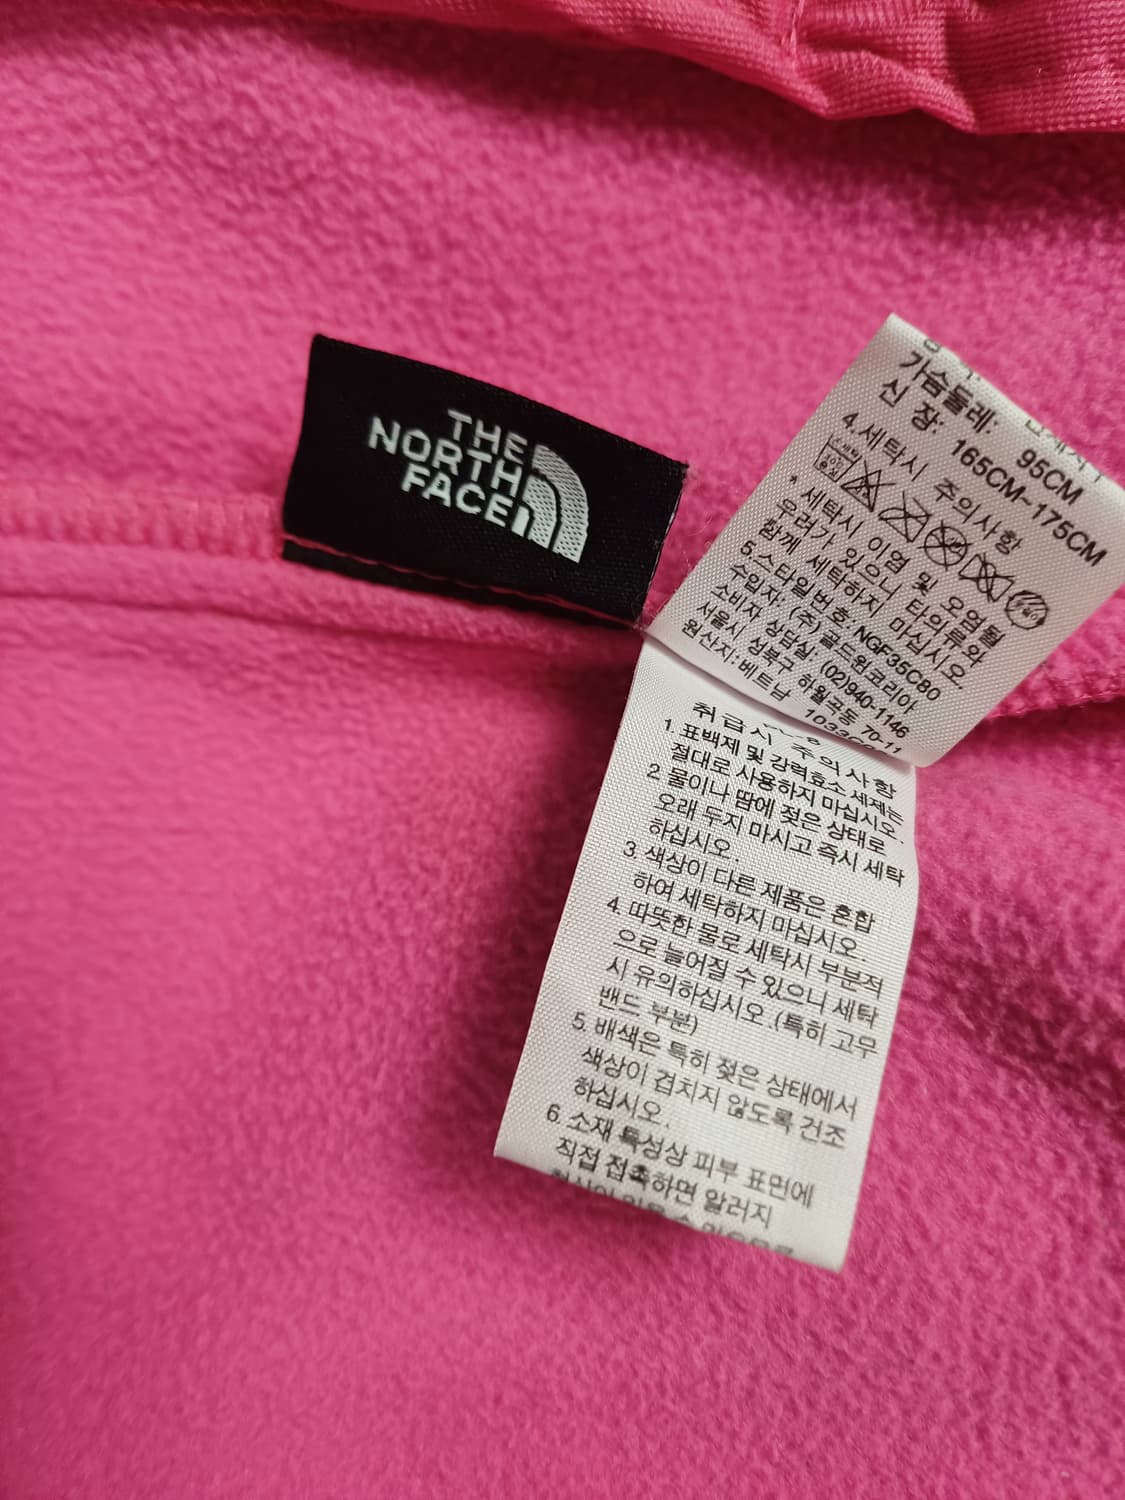 THE
NORTH
FACE
가슴둘레: 95CM
신 장: 165CM-175CM
4.세탁시 주의사항
* 세탁시 이염 및 오염될
우려가 있으니 타의류와
함께 세탁하지 마십시오.
5.스타일번호: NGF35C80
수입자: (주)골드윈코리아
소비자 상담실: (02)940-1146
서울시 성북구 하월곡동 70-11
원산지:베트남
취급시 주의사항
1. 표백제 및 강력효소 세제는
절대로 사용하지 마십시오.
2 물이나 땀에 젖은 상태로
오래 두지 마시고 즉시 세탁
하십시오.
3. 색상이 다른 제품은 혼합
하여 세탁하지 마십시오.
4. 따뜻한 물로 세탁시 부분적
으로 늘어질 수 있으니 세탁
시 유의하십시오.(특히 고무
밴드 부분)
5. 배색은 특히 젖은 상태에서
색상이 겹치지 않도록 건조
하십시오.
6. 소재 특성상 피부 표면에
직접 접촉하면 알러지